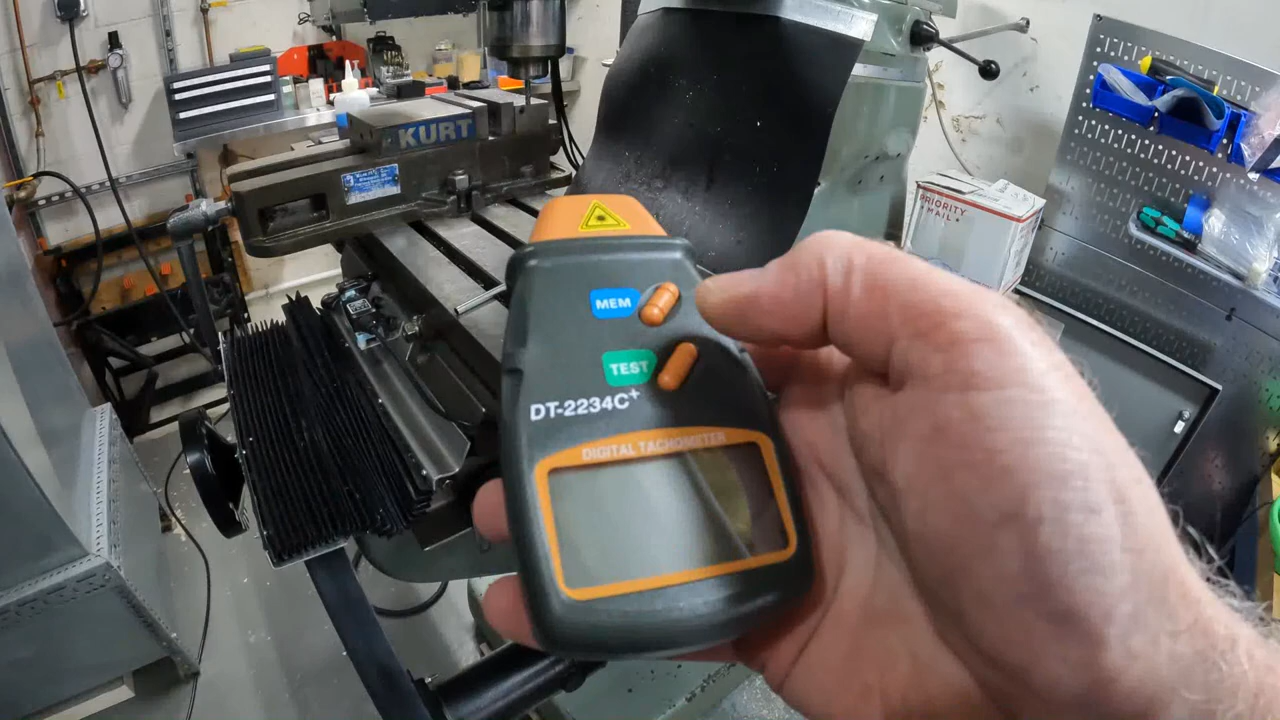 KURT
PRIORITY
MAIL
MEM
TEST
DT-2234C+
DIGITAL TACHOMETER